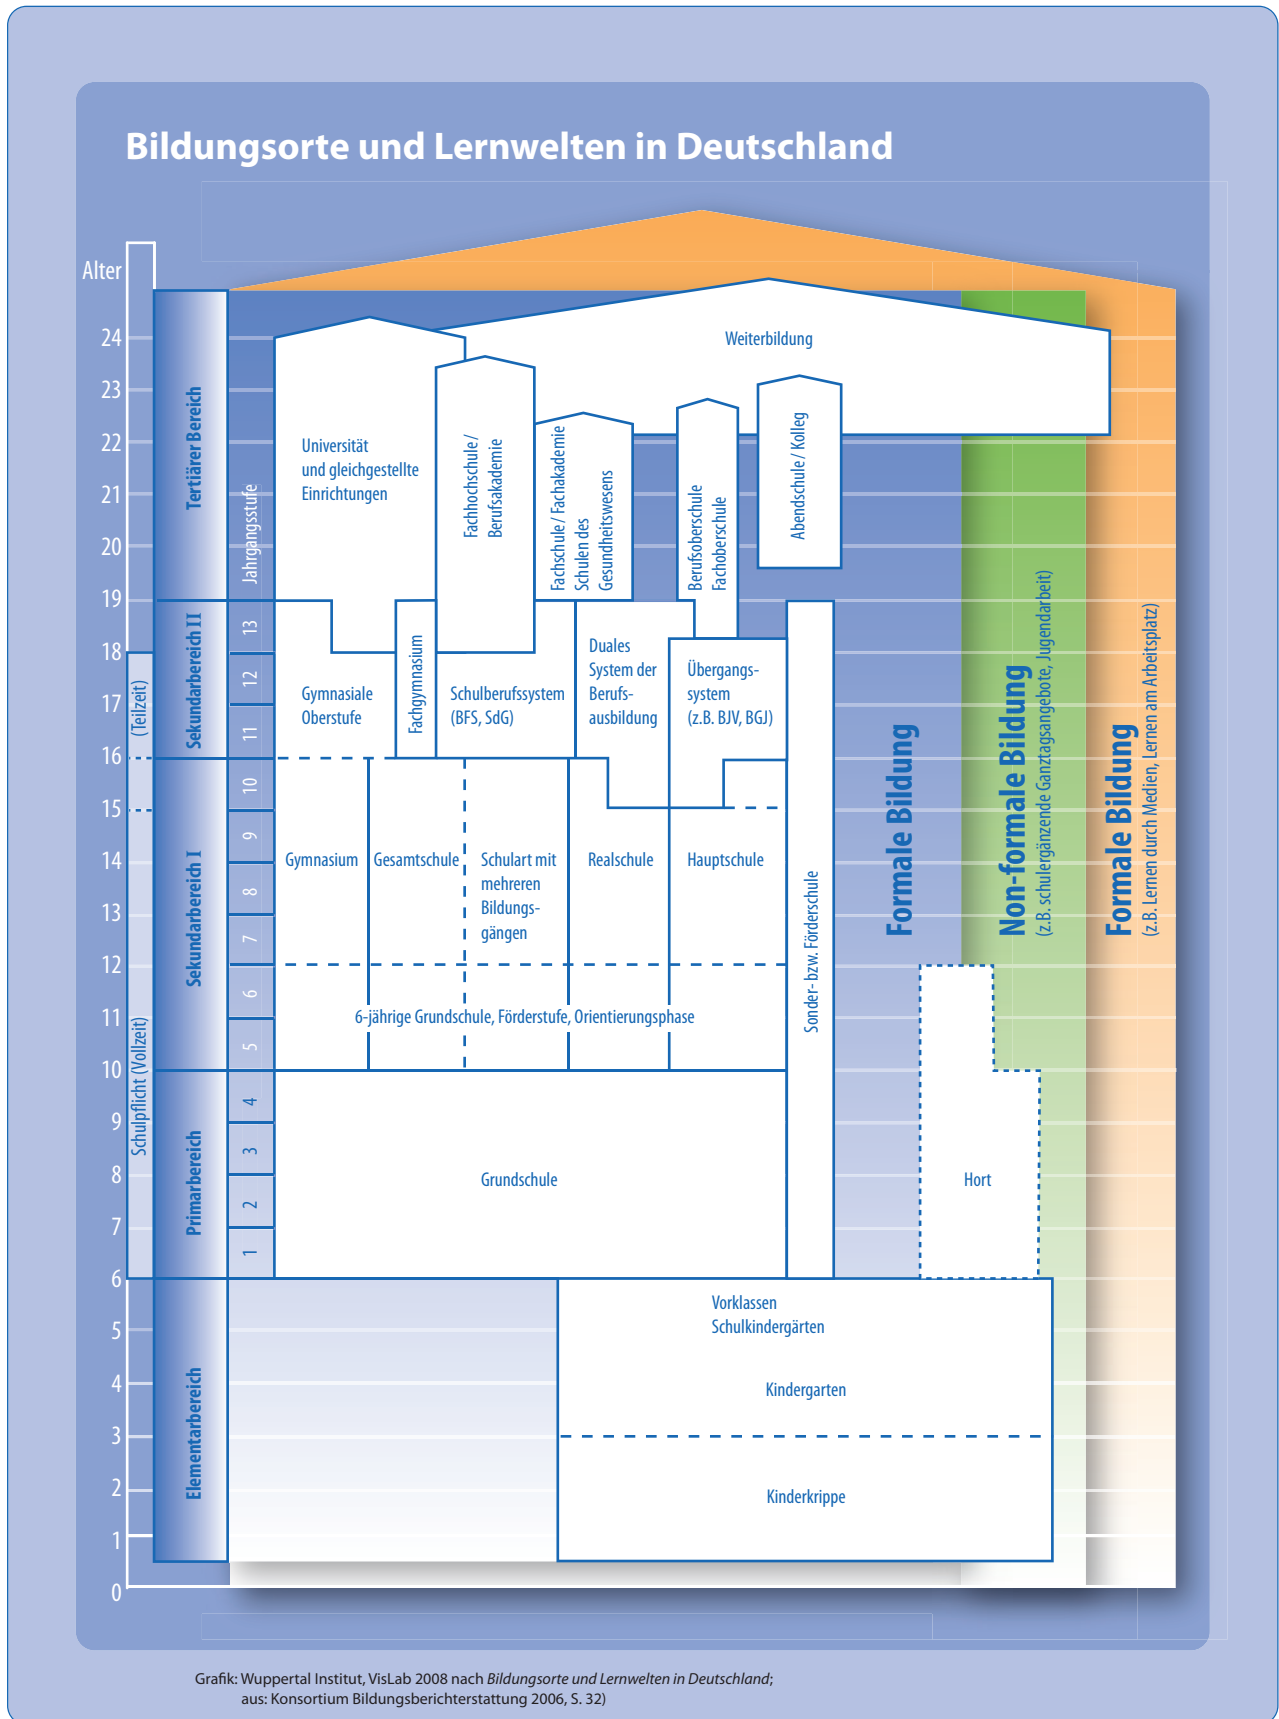 Bildungsorte und Lernwelten in Deutschland
Alter
24
23
22
21
20
19
18
17
16
15
14
13
12
11
10
9
8
7
6
5
4
3
2
1
0
(Teilzeit)
Schulpflicht (Vollzeit)
Tertiärer Bereich
Sekundarbereich II
Sekundarbereich I
Primarbereich
Elementarbereich
Jahrgangsstufe
13
12
11
10
9
8
7
6
5
4
3
2
1
Weiterbildung
Universität
und gleichgestellte
Einrichtungen
Fachhochschule /
Berufsakademie
Fachschule / Fachakademie
Schulen des
Gesundheitswesens
Berufsoberschule
Fachoberschule
Abendschule / Kolleg
Gymnasiale
Oberstufe
Fachgymnasium
Schulberufssystem
(BFS, SdG)
Duales
System der
Berufs-
ausbildung
Übergangs-
system
(z.B. BJV, BGJ)
Gymnasium
Gesamtschule
Schulart mit
mehreren
Bildungs-
gängen
Realschule
Hauptschule
Sonder- bzw. Förderschule
6-jährige Grundschule, Förderstufe, Orientierungsphase
Grundschule
Hort
Vorklassen
Schulkindergärten
Kindergarten
Kinderkrippe
Formale Bildung
Non-formale Bildung
(z.B. schulergänzende Ganztagsangebote, Jugendarbeit)
Formale Bildung
(z.B. Lernen durch Medien, Lernen am Arbeitsplatz)
Grafik: Wuppertal Institut, VisLab 2008 nach Bildungsorte und Lernwelten in Deutschland;
aus: Konsortium Bildungsberichterstattung 2006, S. 32)